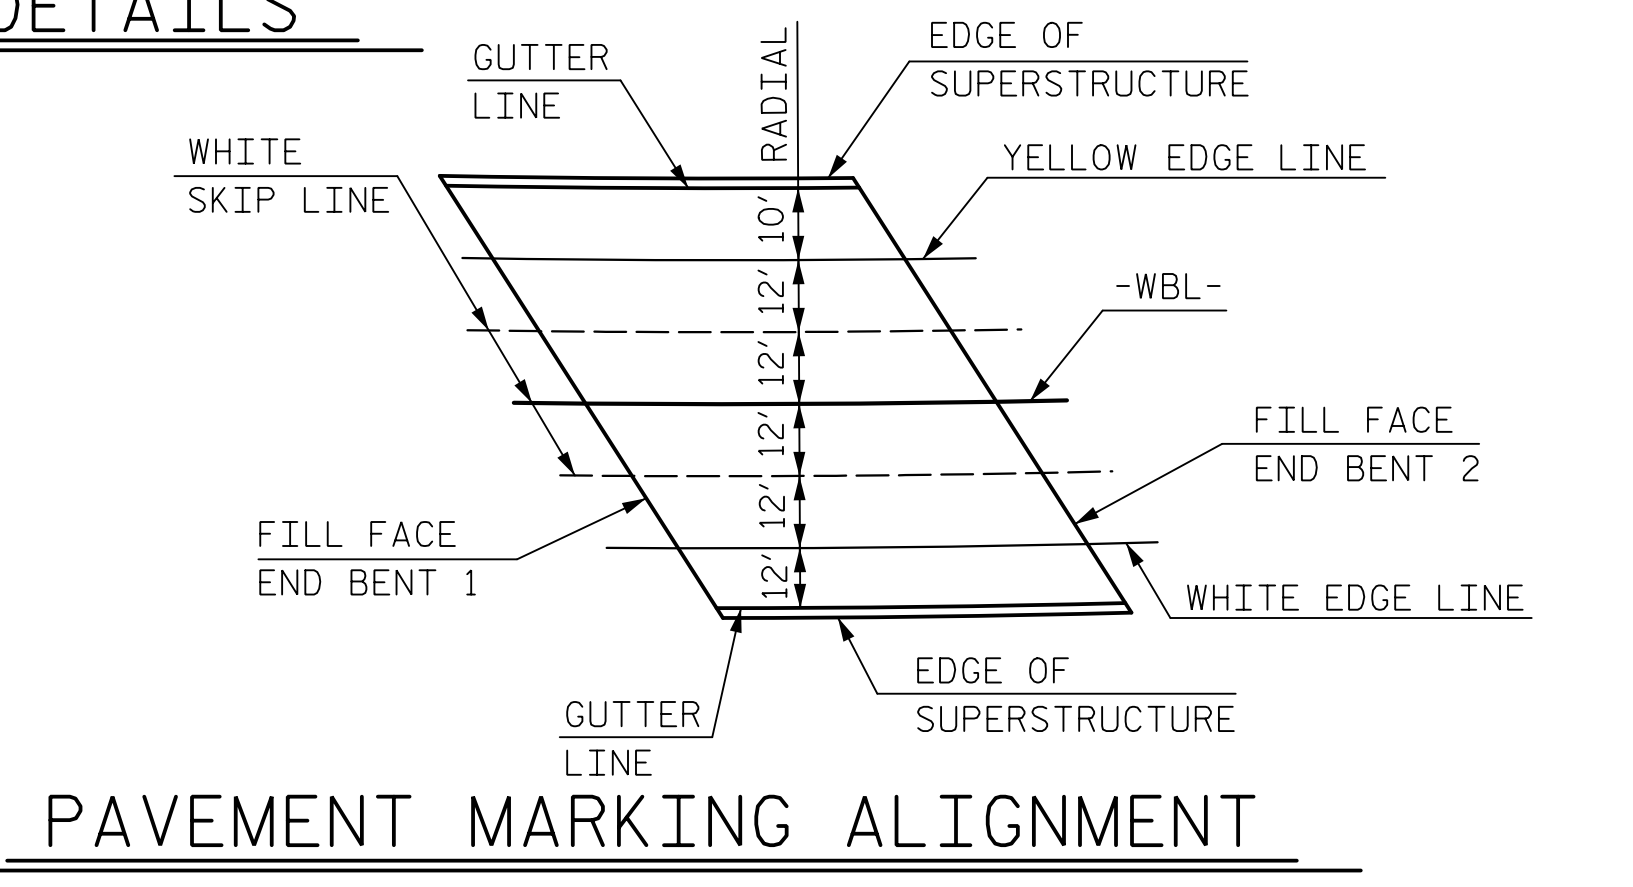 DETAILS
GUTTER
LINE
RADIAL
EDGE OF
SUPERSTRUCTURE
WHITE
SKIP LINE
YELLOW EDGE LINE
10'
12'
-WBL-
12'
12'
FILL FACE
END BENT 2
12'
FILL FACE
END BENT 1
12'
WHITE EDGE LINE
EDGE OF
SUPERSTRUCTURE
GUTTER
LINE
PAVEMENT MARKING ALIGNMENT